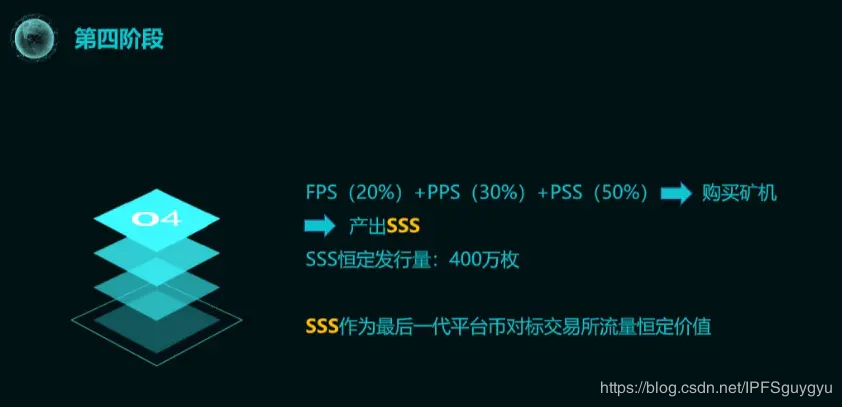 第四阶段
04
FPS（20%）+PPS（30%）+PSS（50%） 购买矿机
产出SSS
SSS恒定发行量：400万枚
SSS作为最后一代平台币对标交易所流量恒定价值
https://blog.csdn.net/IPFSguygyu